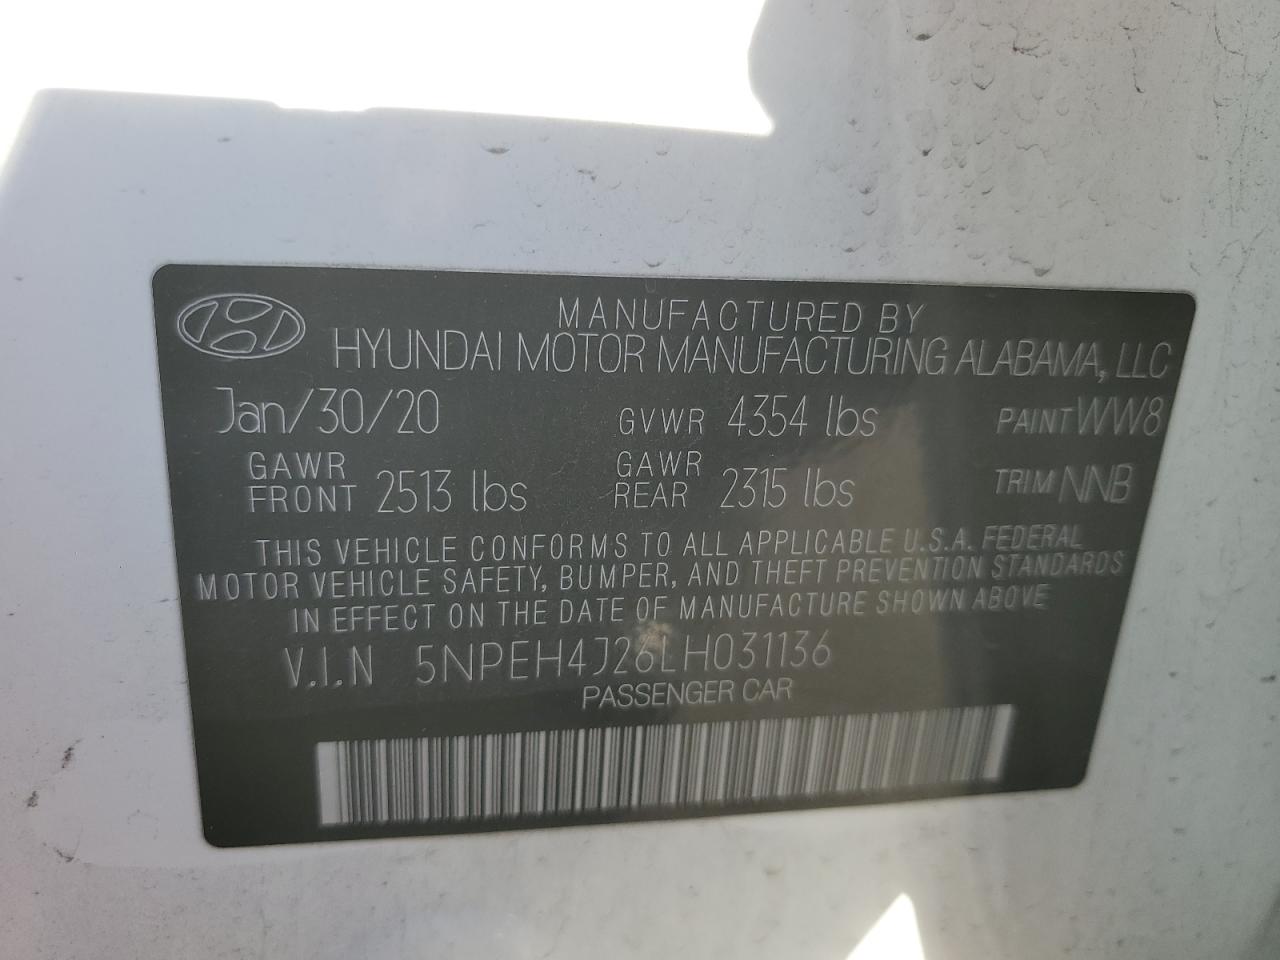 MANUFACTURED BY
HYUNDAI MOTOR MANUFACTURING ALABAMA, LLC
Jan/30/20 GVWR 4354 lbs PAINT WW8
GAWR FRONT 2513 lbs GAWR REAR 2315 lbs TRIM NNB
THIS VEHICLE CONFORMS TO ALL APPLICABLE U.S.A. FEDERAL
MOTOR VEHICLE SAFETY, BUMPER, AND THEFT PREVENTION STANDARDS
IN EFFECT ON THE DATE OF MANUFACTURE SHOWN ABOVE
V.I.N 5NPEH4J26LH031136
PASSENGER CAR